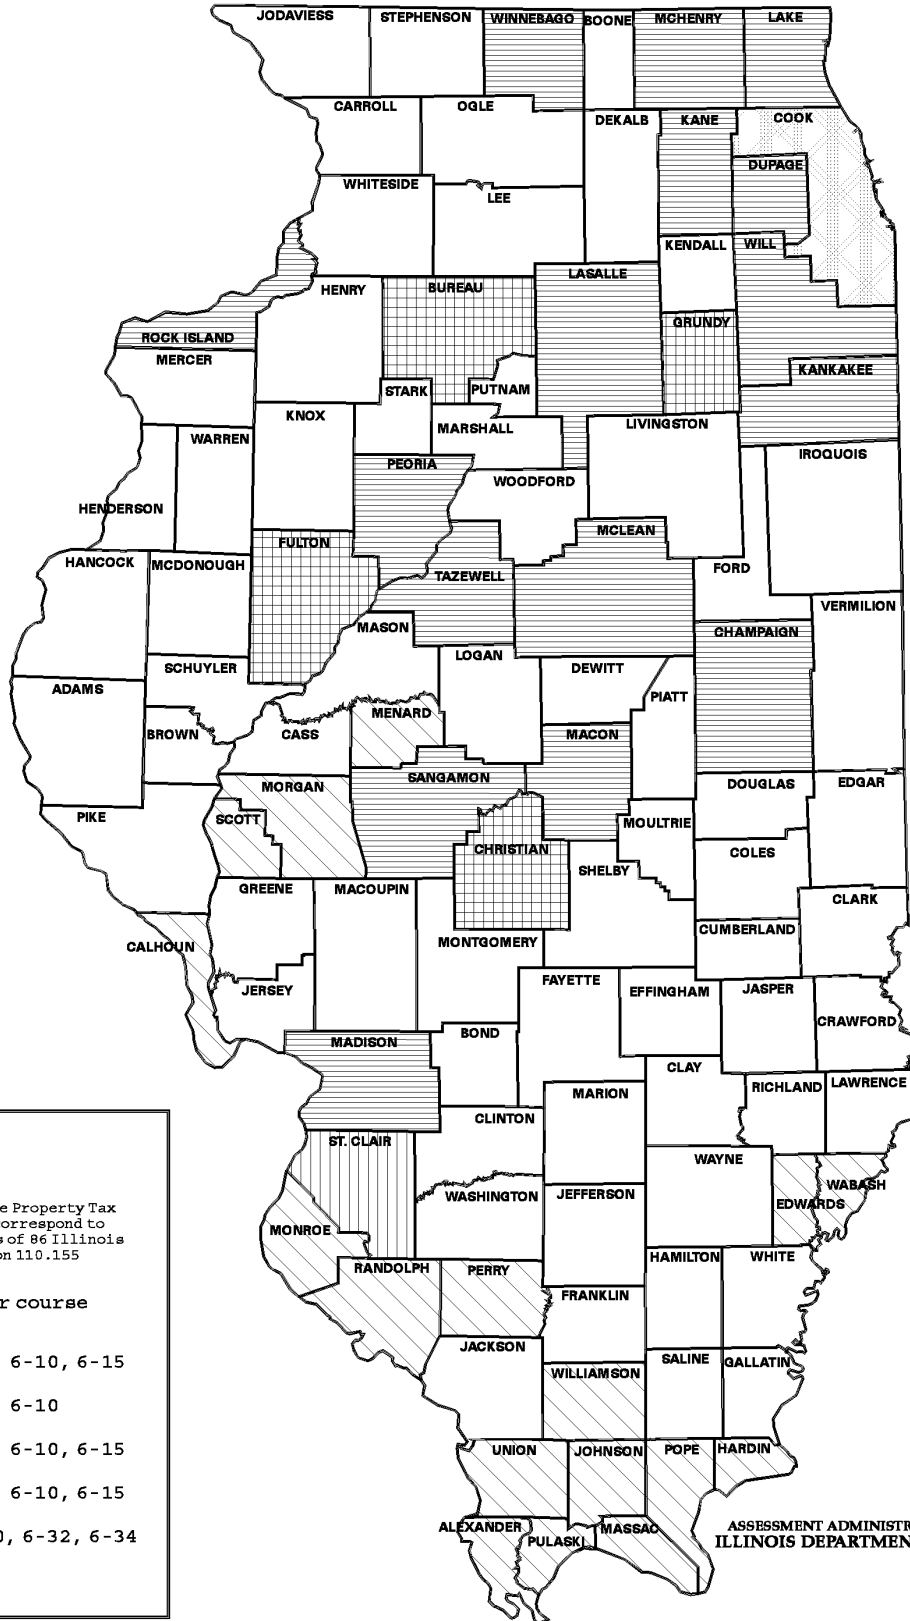 JODAVIESS STEPHENSON WINNEBAGO BOONE MCHENRY LAKE
CARROLL OGLE DEKALB KANE COOK
DUPAGE
WHITESIDE LEE
KENDALL WILL
HENRY BUREAU LASALLE
GRUNDY
ROCK ISLAND
MERCER STARK PUTNAM KANKAKEE
KNOX MARSHALL LIVINGSTON
WARREN IROQUOIS
PEORIA WOODFORD
HENDERSON
FULTON MCLEAN
HANCOCK MCDONOUGH TAZEWELL FORD
VERMILION
MASON CHAMPAIGN
SCHUYLER LOGAN DEWITT
ADAMS PIATT
BROWN CASS MENARD MACON
MORGAN SANGAMON DOUGLAS EDGAR
PIKE SCOTT MOULTRIE
CHRISTIAN COLES
SHELBY
GREENE MACOUPIN CLARK
CALHOUN MONTGOMERY CUMBERLAND
JERSEY FAYETTE EFFINGHAM JASPER
CRAWFORD
MADISON BOND
CLAY
MARION RICHLAND LAWRENCE
CLINTON
ST. CLAIR WAYNE
WASHINGTON JEFFERSON EDWARDS WABASH
MONROE
RANDOLPH PERRY HAMILTON WHITE
FRANKLIN
JACKSON SALINE GALLATIN
WILLIAMSON
UNION JOHNSON POPE HARDIN
ALEXANDER PULASKI MASSAC
e Property Tax
correspond to
s of 86 Illinois
on 110.155
r course
6-10, 6-15
6-10
6-10, 6-15
6-10, 6-15
0, 6-32, 6-34
ASSESSMENT ADMINISTR
ILLINOIS DEPARTMEN